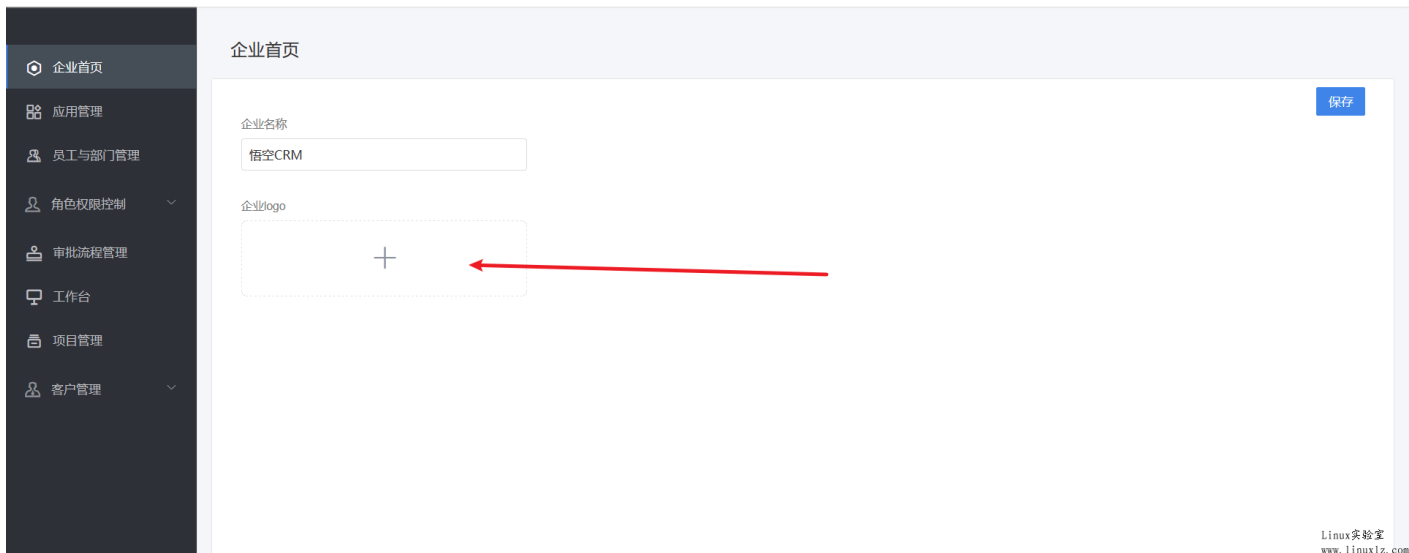 企业首页
应用管理
员工与部门管理
角色权限控制
审批流程管理
工作台
项目管理
客户管理
企业首页
保存
企业名称
悟空CRM
企业logo
Linux实验室
www.linuxlz.com